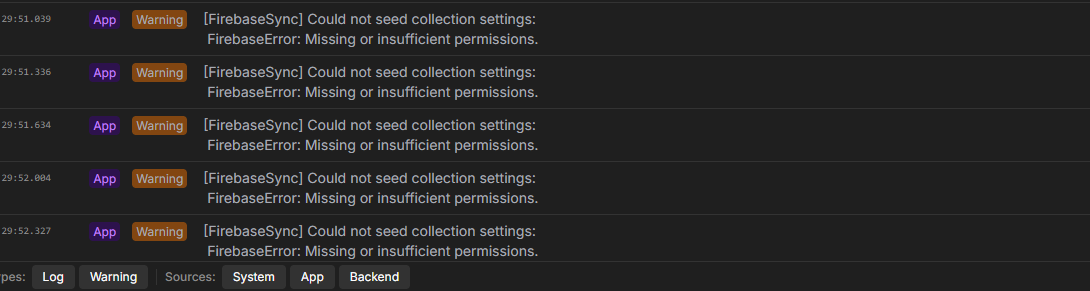 29:51.039 App Warning [FirebaseSync] Could not seed collection settings:
FirebaseError: Missing or insufficient permissions.
29:51.336 App Warning [FirebaseSync] Could not seed collection settings:
FirebaseError: Missing or insufficient permissions.
29:51.634 App Warning [FirebaseSync] Could not seed collection settings:
FirebaseError: Missing or insufficient permissions.
29:52.004 App Warning [FirebaseSync] Could not seed collection settings:
FirebaseError: Missing or insufficient permissions.
29:52.327 App Warning [FirebaseSync] Could not seed collection settings:
FirebaseError: Missing or insufficient permissions.
ypes: Log Warning Sources: System App Backend